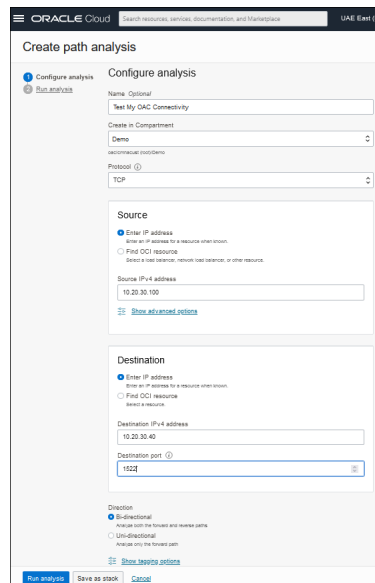 ORACLE Cloud
Search resources, services, documentation, and Marketplace
UAE East (
Create path analysis
1 Configure analysis
2 Run analysis
Configure analysis
Name Optional
Test My OAC Connectivity
Create in Compartment
Demo
Protocol
TCP
Source
Enter IP address
Enter an IP address for a resource when known.
Find OCI resource
Select a load balancer, network load balancer, or other resource.
Source IPv4 address
10.20.30.100
Show advanced options
Destination
Enter IP address
Enter an IP address for a resource when known.
Find OCI resource
Select a resource.
Destination IPv4 address
10.20.30.40
Destination port
1522
Direction
Bi-directional
Analyze both the forward and reverse paths
Uni-directional
Analyze only the forward path
Show tagging options
Run analysis
Save as stack
Cancel